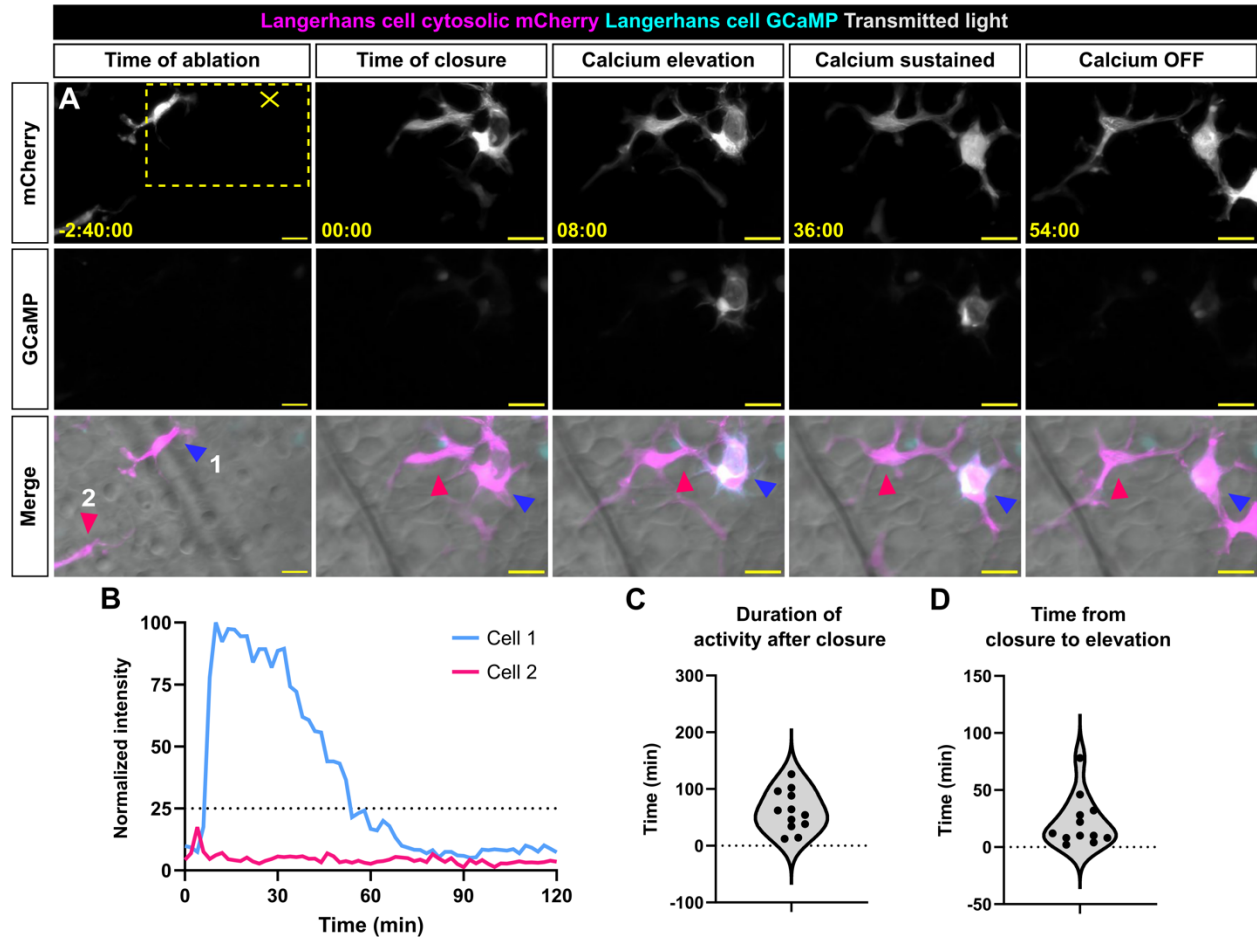 Langerhans cell cytosolic mCherry Langerhans cell GCaMP Transmitted light
Time of ablation
Time of closure
Calcium elevation
Calcium sustained
Calcium OFF
A
mCherry
-2:40:00
00:00
08:00
36:00
54:00
GCaMP
Merge
1
2
B
Normalized intensity
100
75
50
25
0
0
30
60
90
120
Time (min)
Cell 1
Cell 2
C
Duration of
activity after closure
Time (min)
300
200
100
0
-100
D
Time from
closure to elevation
Time (min)
150
100
50
0
-50